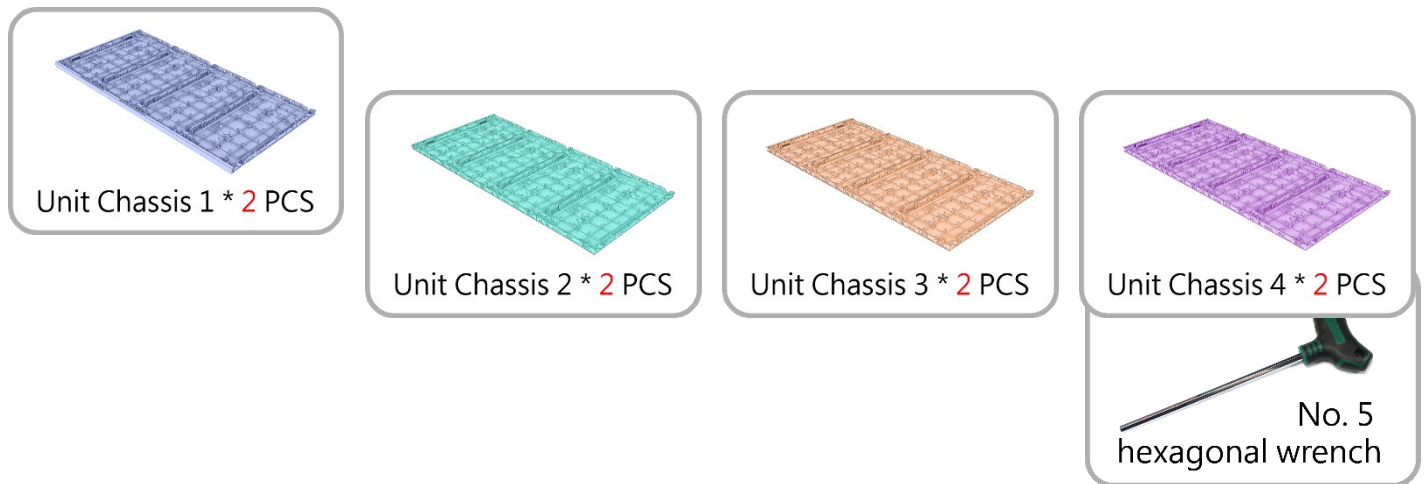 Unit Chassis 1 * 2 PCS
Unit Chassis 2 * 2 PCS
Unit Chassis 3 * 2 PCS
Unit Chassis 4 * 2 PCS
No. 5
hexagonal wrench